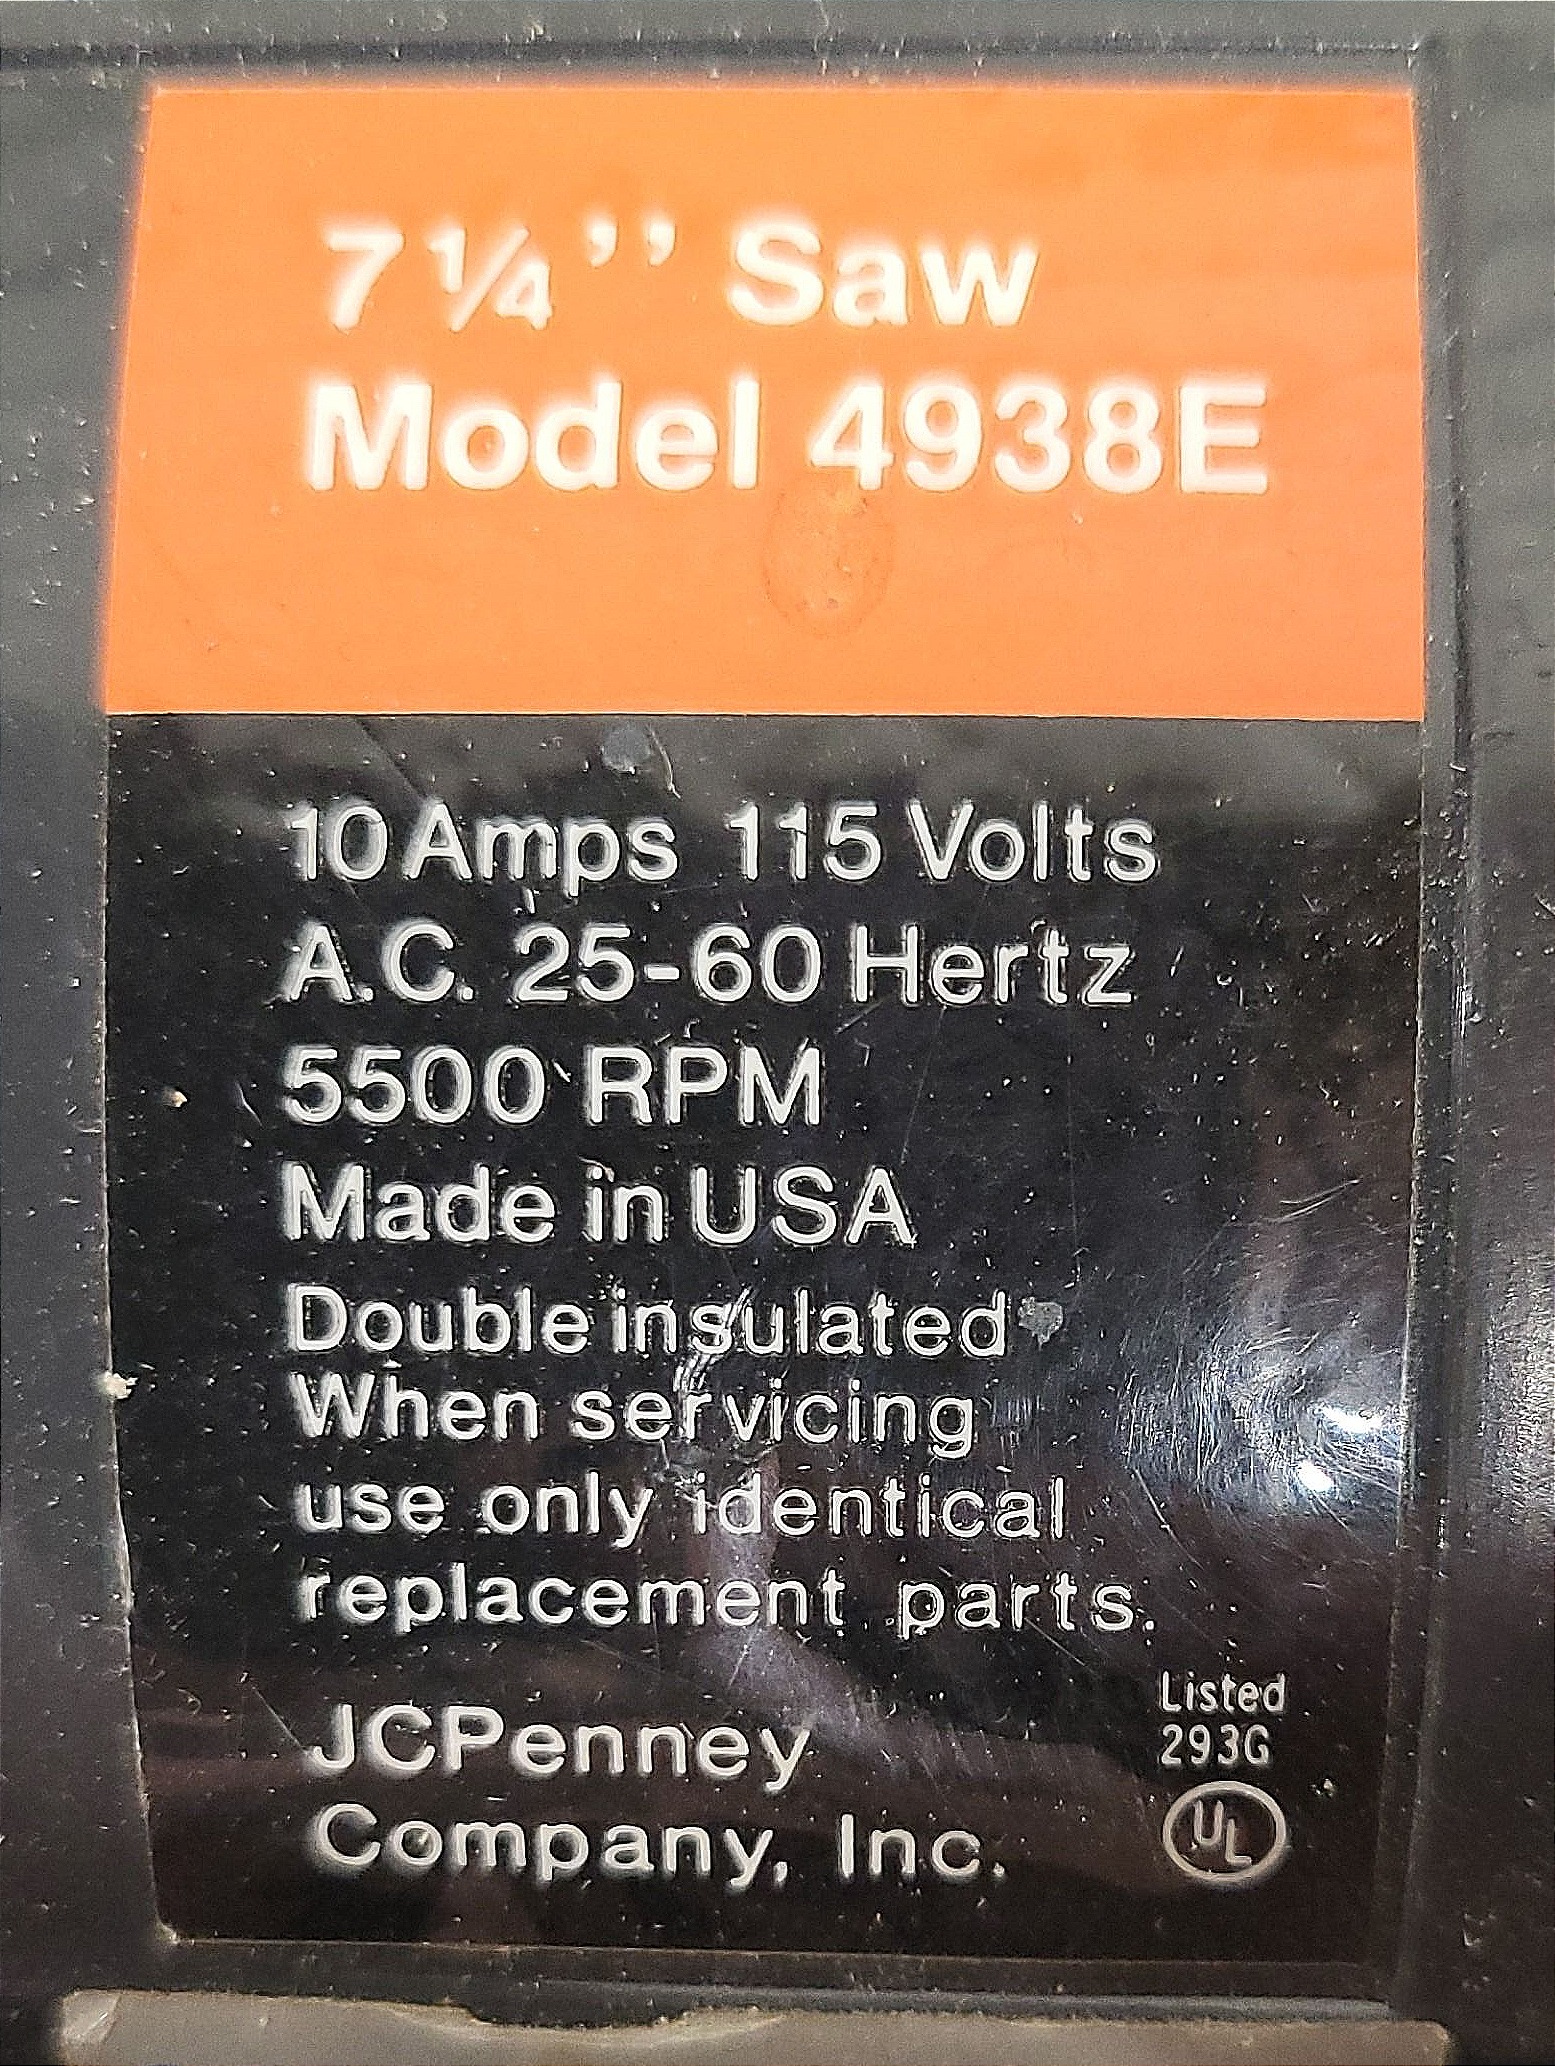 7 1/4’’ Saw
Model 4938E
10 Amps 115 Volts
A.C. 25-60 Hertz
5500 RPM
Made in USA
Double insulated
When servicing
use only identical
replacement parts.
JCPenney
Company, Inc.
Listed
293G
UL